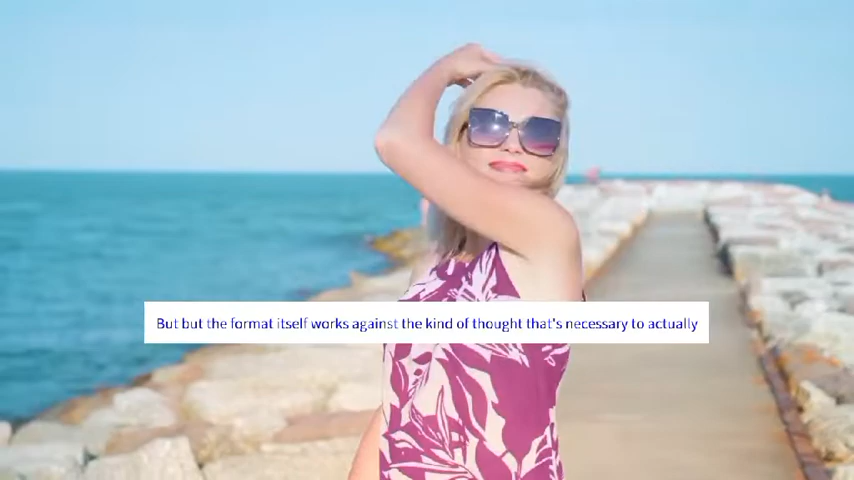 But but the format itself works against the kind of thought that's necessary to actually